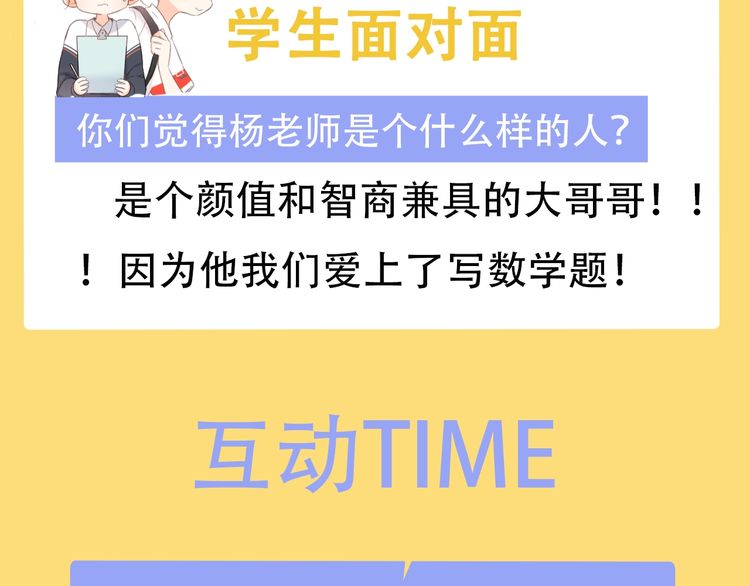 学生面对面
你们觉得杨老师是个什么样的人？
是个颜值和智商兼具的大哥哥！！
！因为他我们爱上了写数学题！
互动TIME